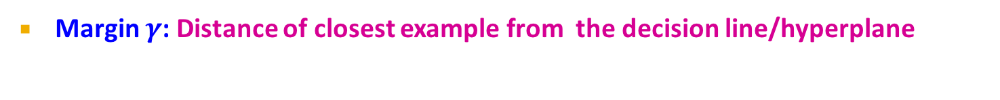 ▪ Margin 𝜸: Distance of closest example from the decision line/hyperplane